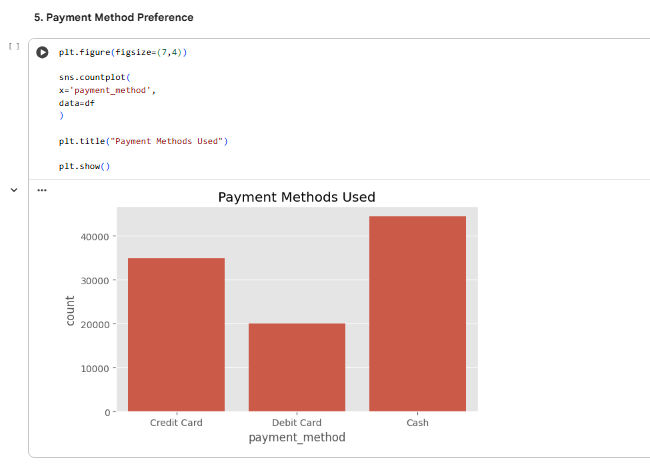 5. Payment Method Preference
[ ]
plt.figure(figsize=(7,4))
sns.countplot(
x='payment_method',
data=df
)
plt.title("Payment Methods Used")
plt.show()
...
Payment Methods Used
40000
30000
20000
10000
0
count
Credit Card Debit Card Cash
payment_method